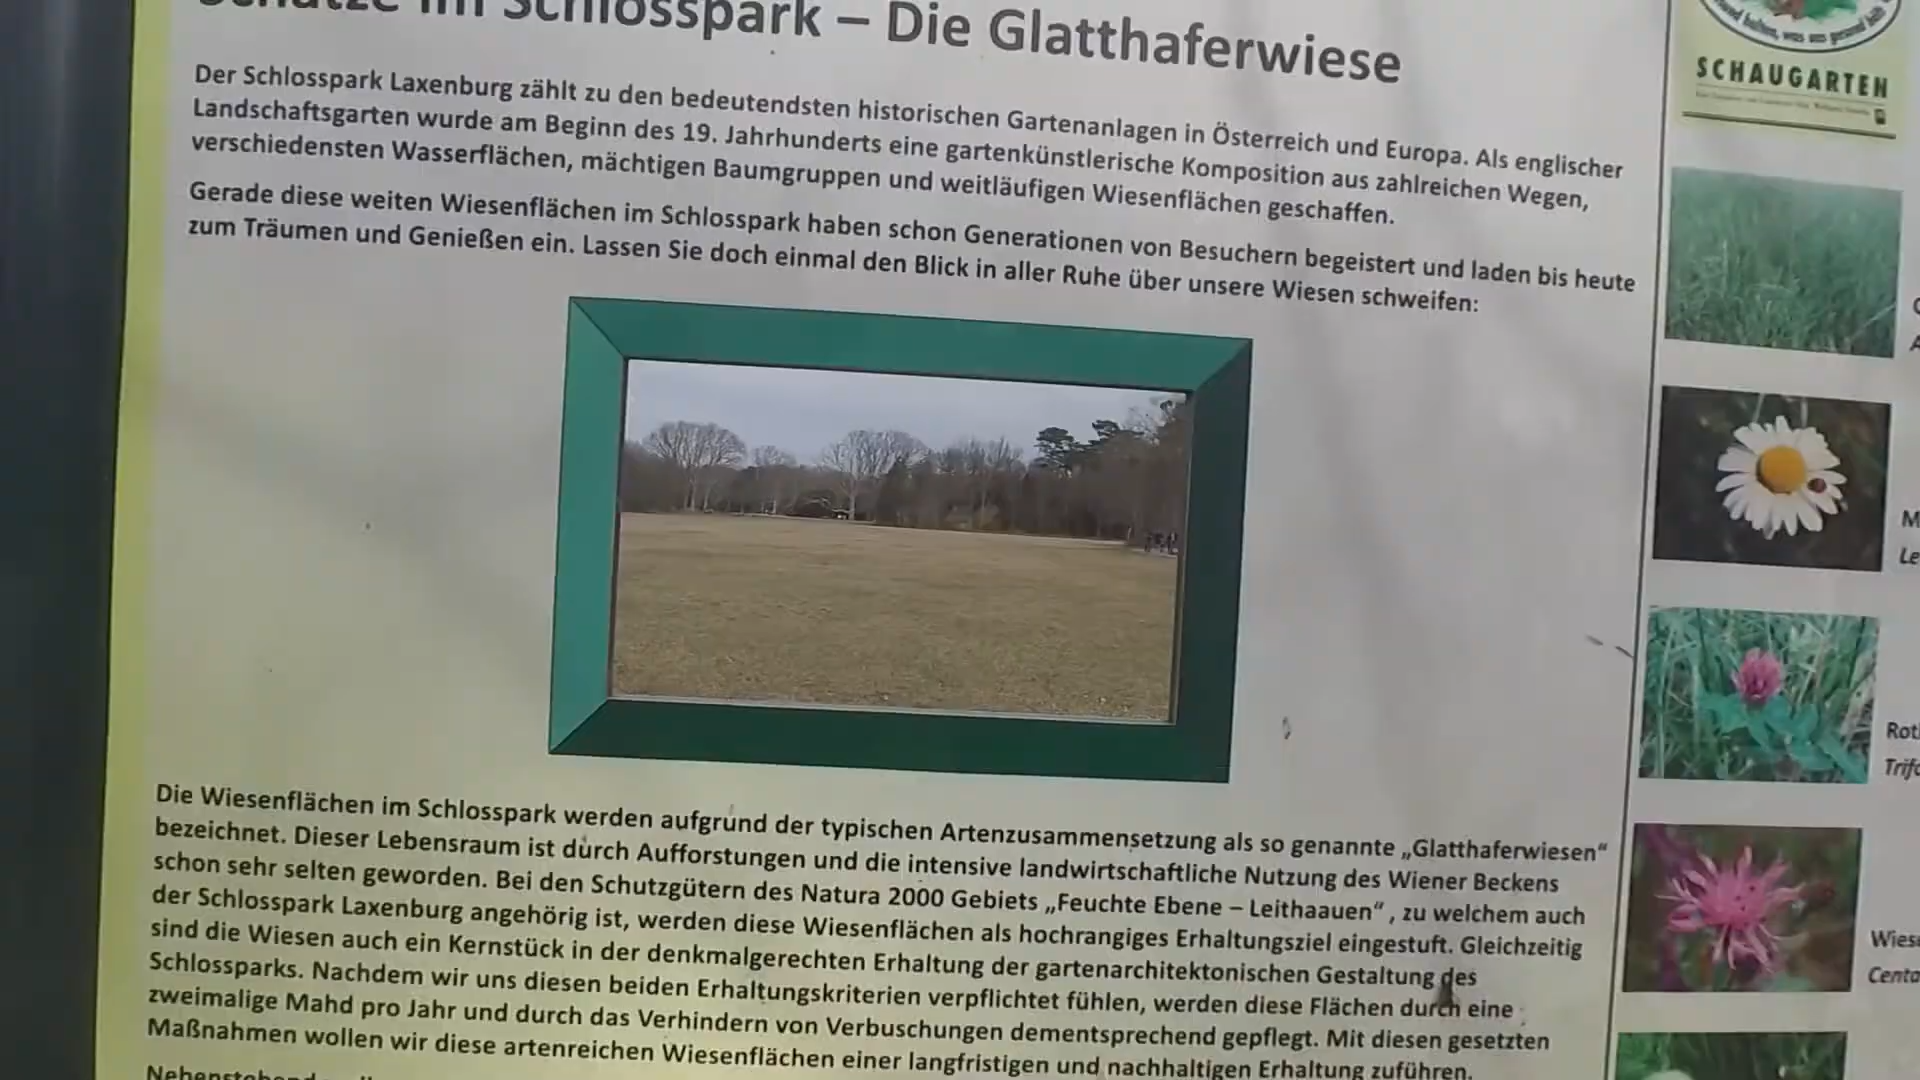 Schätze im Schlosspark – Die Glatthaferwiese
Der Schlosspark Laxenburg zählt zu den bedeutendsten historischen Gartenanlagen in Österreich und Europa. Als englischer
Landschaftsgarten wurde am Beginn des 19. Jahrhunderts eine gartenkünstlerische Komposition aus zahlreichen Wegen,
verschiedensten Wasserflächen, mächtigen Baumgruppen und weitläufigen Wiesenflächen geschaffen.
Gerade diese weiten Wiesenflächen im Schlosspark haben schon Generationen von Besuchern begeistert und laden bis heute
zum Träumen und Genießen ein. Lassen Sie doch einmal den Blick in aller Ruhe über unsere Wiesen schweifen:
Die Wiesenflächen im Schlosspark werden aufgrund der typischen Artenzusammensetzung als so genannte „Glatthaferwiesen“
bezeichnet. Dieser Lebensraum ist durch Aufforstungen und die intensive landwirtschaftliche Nutzung des Wiener Beckens
schon sehr selten geworden. Bei den Schutzgütern des Natura 2000 Gebiets „Feuchte Ebene – Leithaauen“ , zu welchem auch
der Schlosspark Laxenburg angehörig ist, werden diese Wiesenflächen als hochrangiges Erhaltungsziel eingestuft. Gleichzeitig
sind die Wiesen auch ein Kernstück in der denkmalgerechten Erhaltung der gartenarchitektonischen Gestaltung des
Schlossparks. Nachdem wir uns diesen beiden Erhaltungskriterien verpflichtet fühlen, werden diese Flächen durch eine
zweimalige Mahd pro Jahr und durch das Verhindern von Verbuschungen dementsprechend gepflegt. Mit diesen gesetzten
Maßnahmen wollen wir diese artenreichen Wiesenflächen einer langfristigen und nachhaltigen Erhaltung zuführen.
was uns gesund hält
SCHAUGARTEN
M
Le
Rot
Trifo
Wiese
Centa